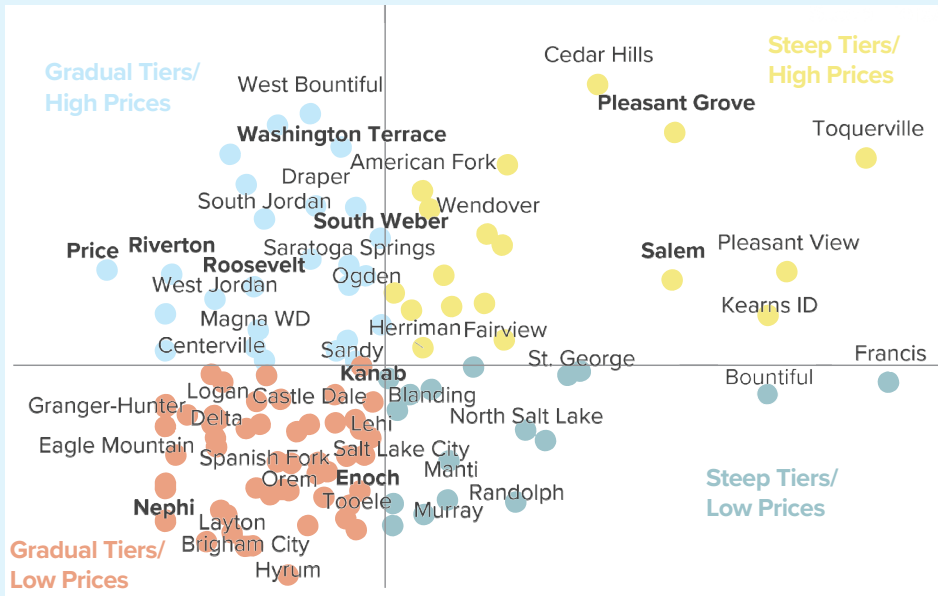 Steep Tiers/
High Prices
Cedar Hills
Gradual Tiers/
High Prices
West Bountiful
Pleasant Grove
Toquerville
Washington Terrace
American Fork
Draper
South Jordan
Wendover
South Weber
Price
Riverton
Saratoga Springs
Salem
Pleasant View
Roosevelt
Ogden
West Jordan
Kearns ID
Magna WD
Herriman
Fairview
Centerville
Sandy
St. George
Francis
Kanab
Bountiful
Logan
Castle Dale
Blanding
Granger-Hunter
Delta
Lehi
North Salt Lake
Eagle Mountain
Spanish Fork
Salt Lake City
Manti
Orem
Enoch
Steep Tiers/
Low Prices
Randolph
Tooele
Murray
Nephi
Layton
Brigham City
Gradual Tiers/
Low Prices
Hyrum